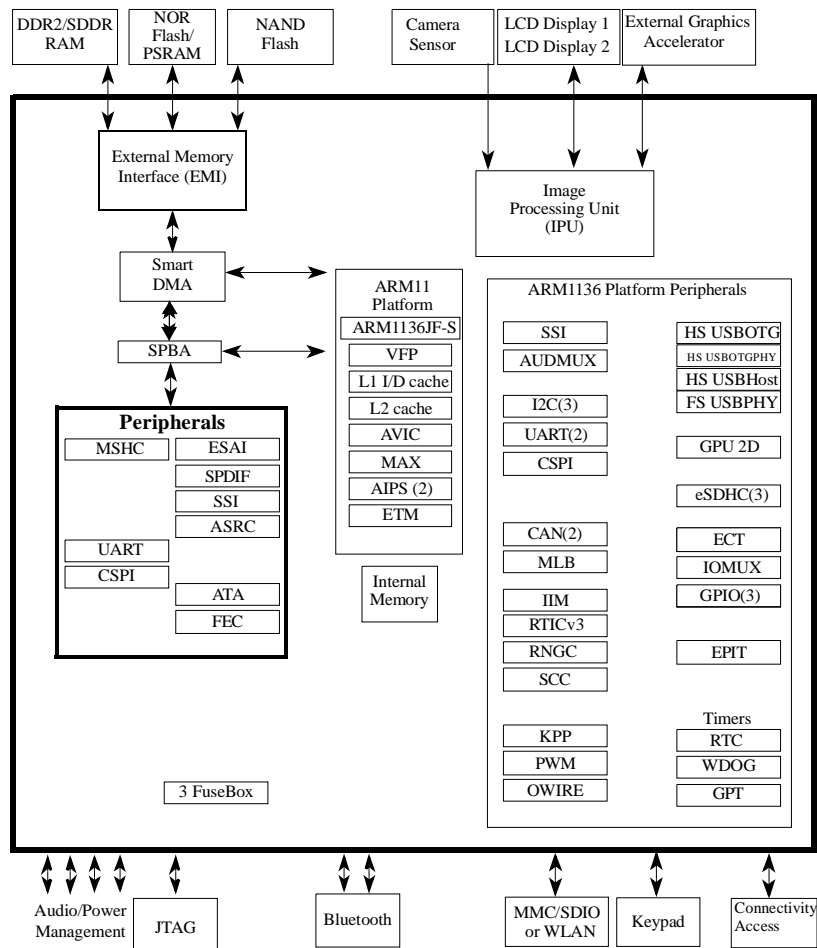 DDR2/SDDR
RAM
NOR
Flash/
PSRAM
NAND
Flash
Camera
Sensor
LCD Display 1
LCD Display 2
External Graphics
Accelerator
External Memory
Interface (EMI)
Image
Processing Unit
(IPU)
Smart
DMA
SPBA
Peripherals
MSHC
ESAI
SPDIF
SSI
ASRC
UART
CSPI
ATA
FEC
ARM11
Platform
ARM1136JF-S
VFP
L1 I/D cache
L2 cache
AVIC
MAX
AIPS (2)
ETM
Internal
Memory
ARM1136 Platform Peripherals
SSI
AUDMUX
I2C(3)
UART(2)
CSPI
CAN(2)
MLB
IIM
RTICv3
RNGC
SCC
KPP
PWM
OWIRE
HS USBOTG
HS USBOTGPHY
HS USBHost
FS USBPHY
GPU 2D
eSDHC(3)
ECT
IOMUX
GPIO(3)
EPIT
Timers
RTC
WDOG
GPT
3 FuseBox
Audio/Power
Management
JTAG
Bluetooth
MMC/SDIO
or WLAN
Keypad
Connectivity
Access